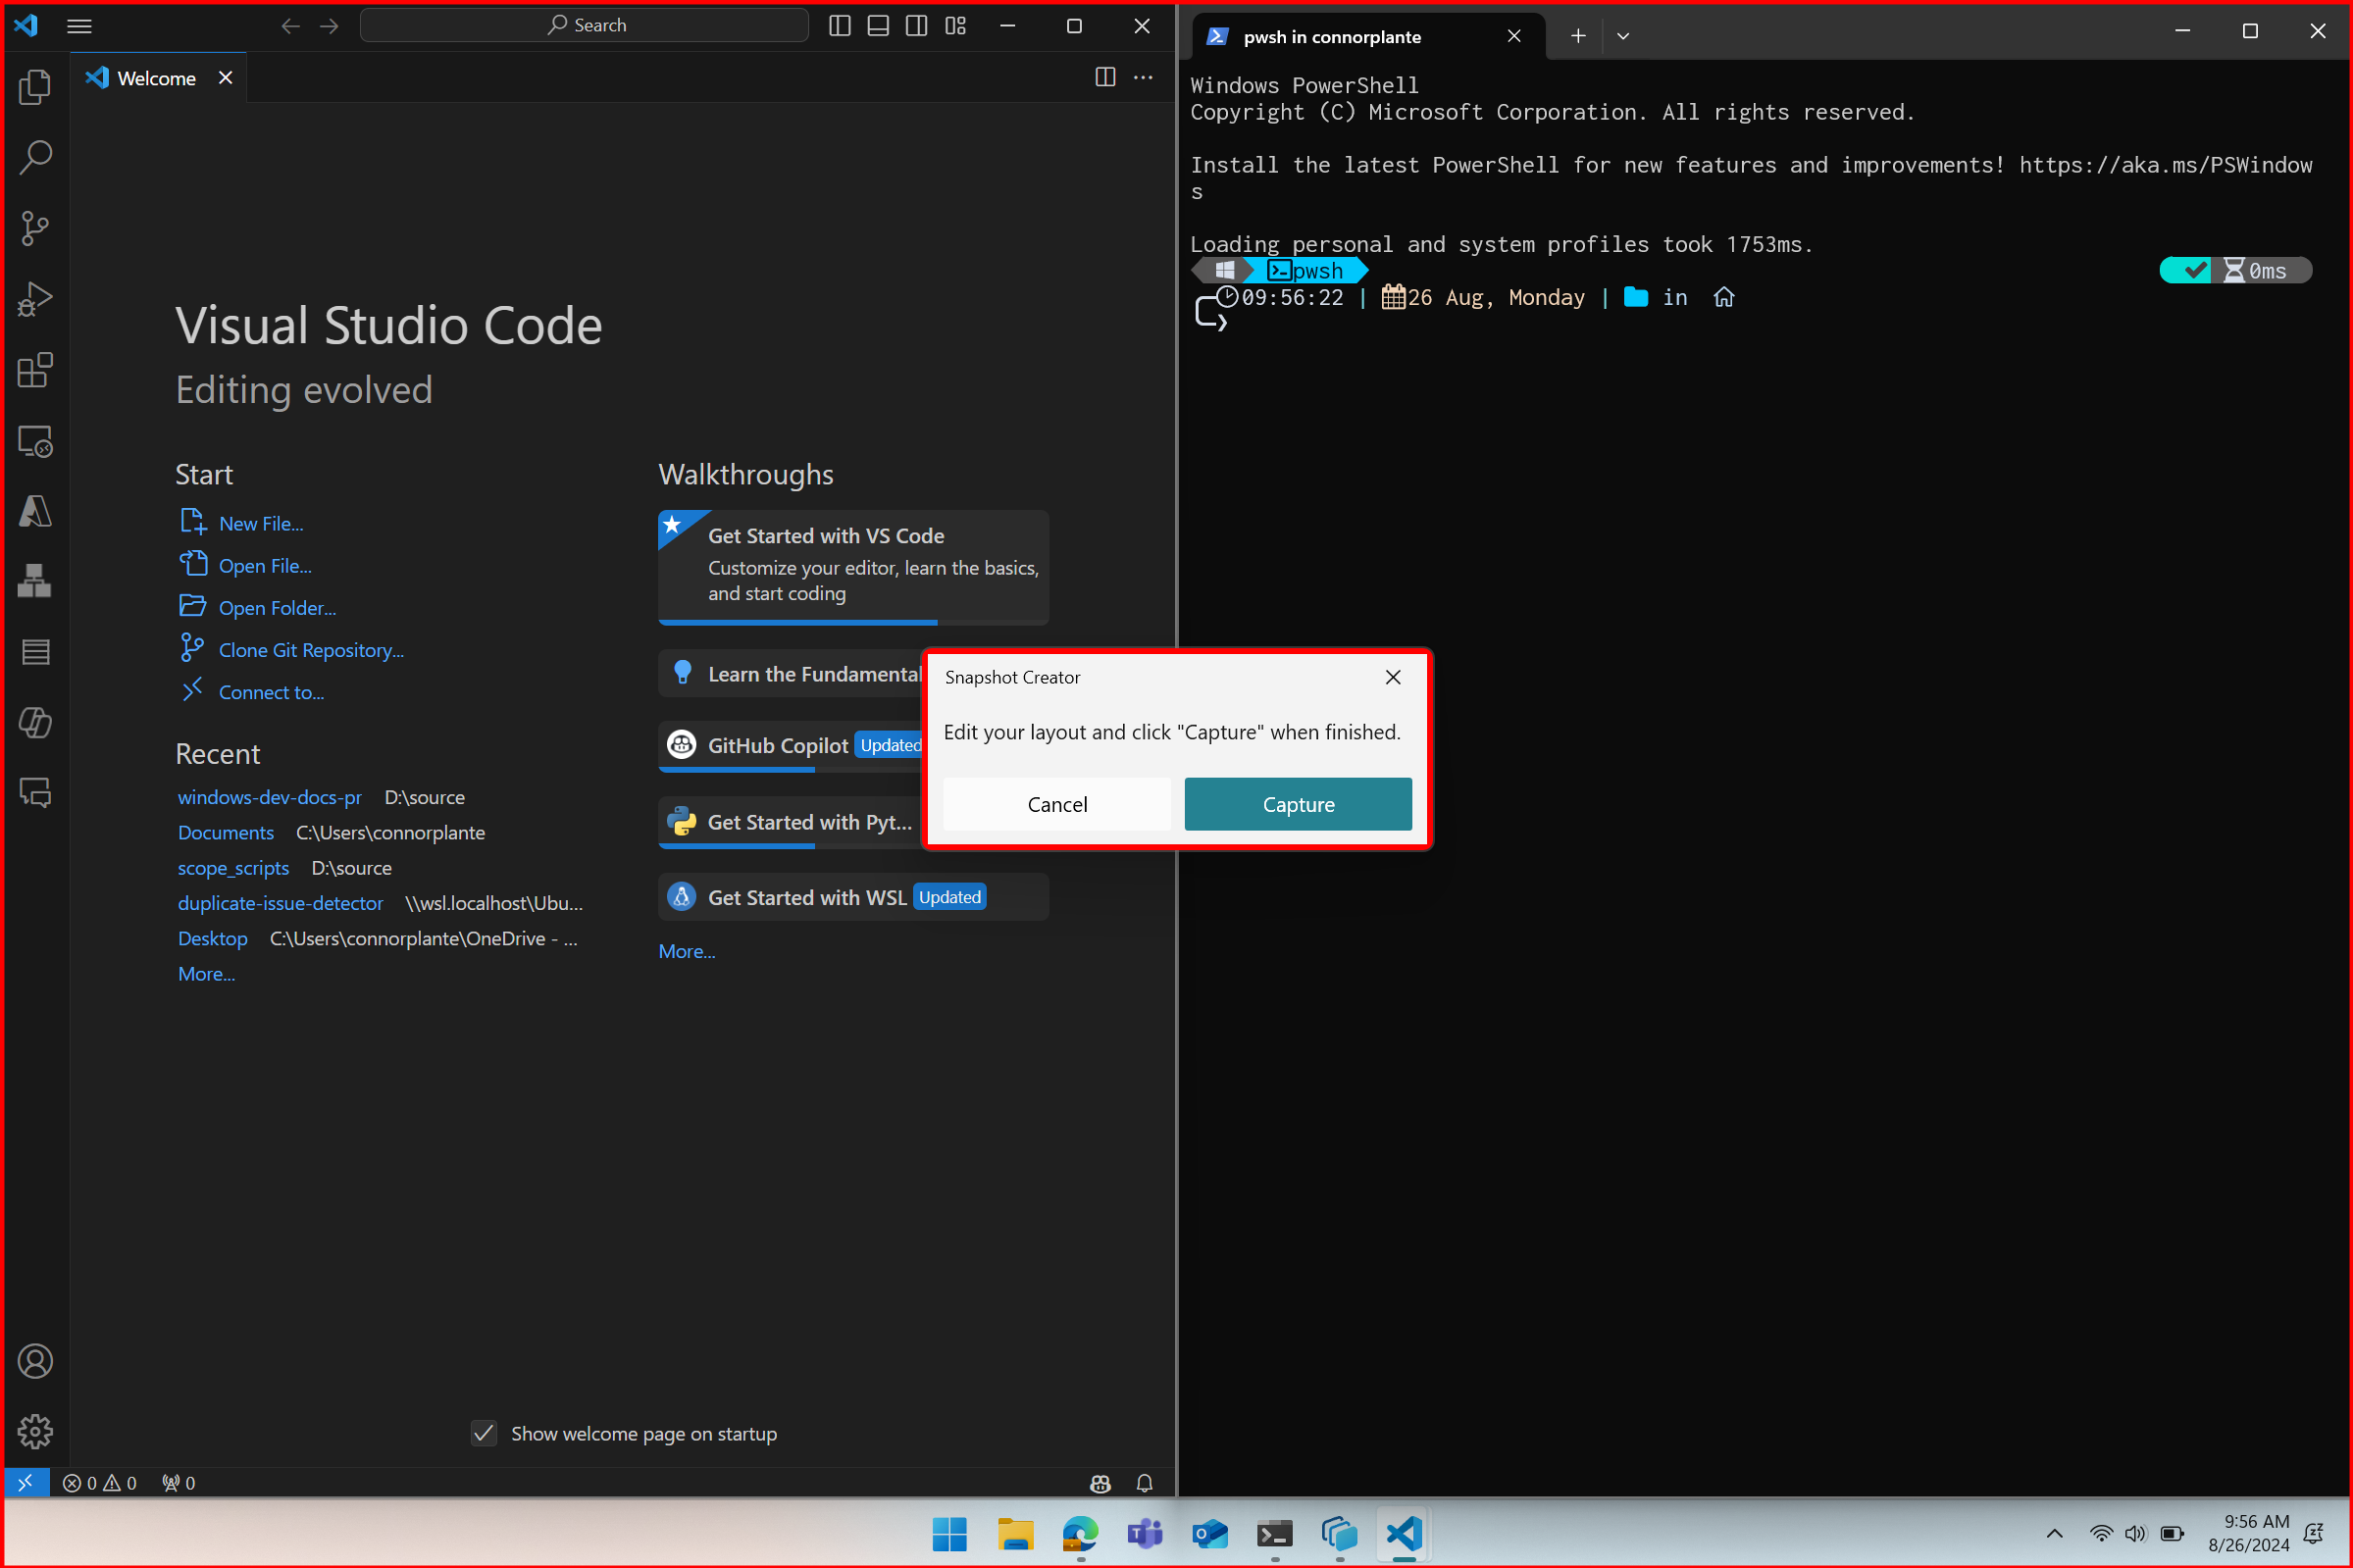 Search
Welcome
Visual Studio Code
Editing evolved
Start
New File...
Open File...
Open Folder...
Clone Git Repository...
Connect to...
Recent
windows-dev-docs-pr D:\source
Documents C:\Users\connorplante
scope_scripts D:\source
duplicate-issue-detector \\wsl.localhost\Ubu...
Desktop C:\Users\connorplante\OneDrive - ...
More...
Walkthroughs
Get Started with VS Code
Customize your editor, learn the basics,
and start coding
Learn the Fundamental
GitHub Copilot Updated
Get Started with Pyt...
Get Started with WSL Updated
More...
Show welcome page on startup
0 0 0
pwsh in connorplante
Windows PowerShell
Copyright (C) Microsoft Corporation. All rights reserved.
Install the latest PowerShell for new features and improvements! https://aka.ms/PSWindow
s
Loading personal and system profiles took 1753ms.
pwsh 0ms
09:56:22 | 26 Aug, Monday | in
Snapshot Creator
Edit your layout and click "Capture" when finished.
Cancel Capture
9:56 AM
8/26/2024